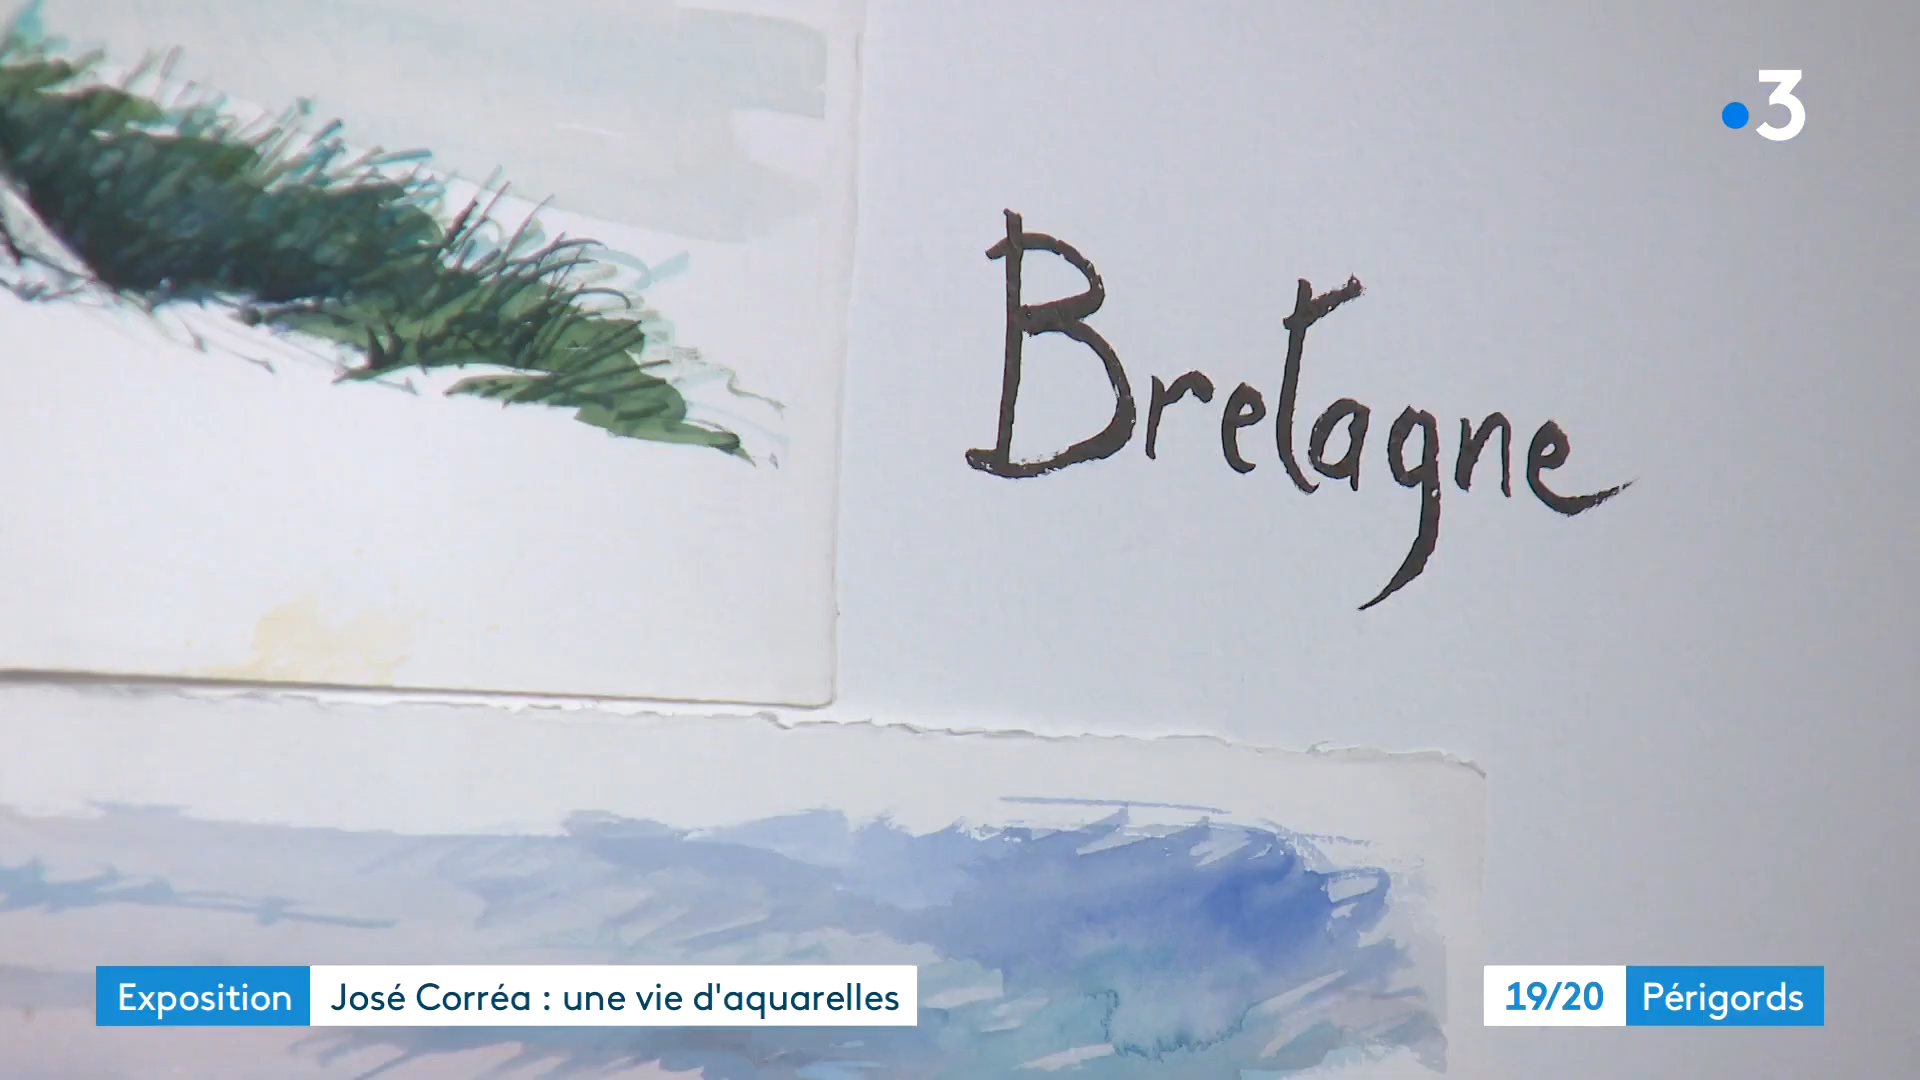 3
Bretagne
Exposition José Corréa : une vie d'aquarelles
19/20 Périgords